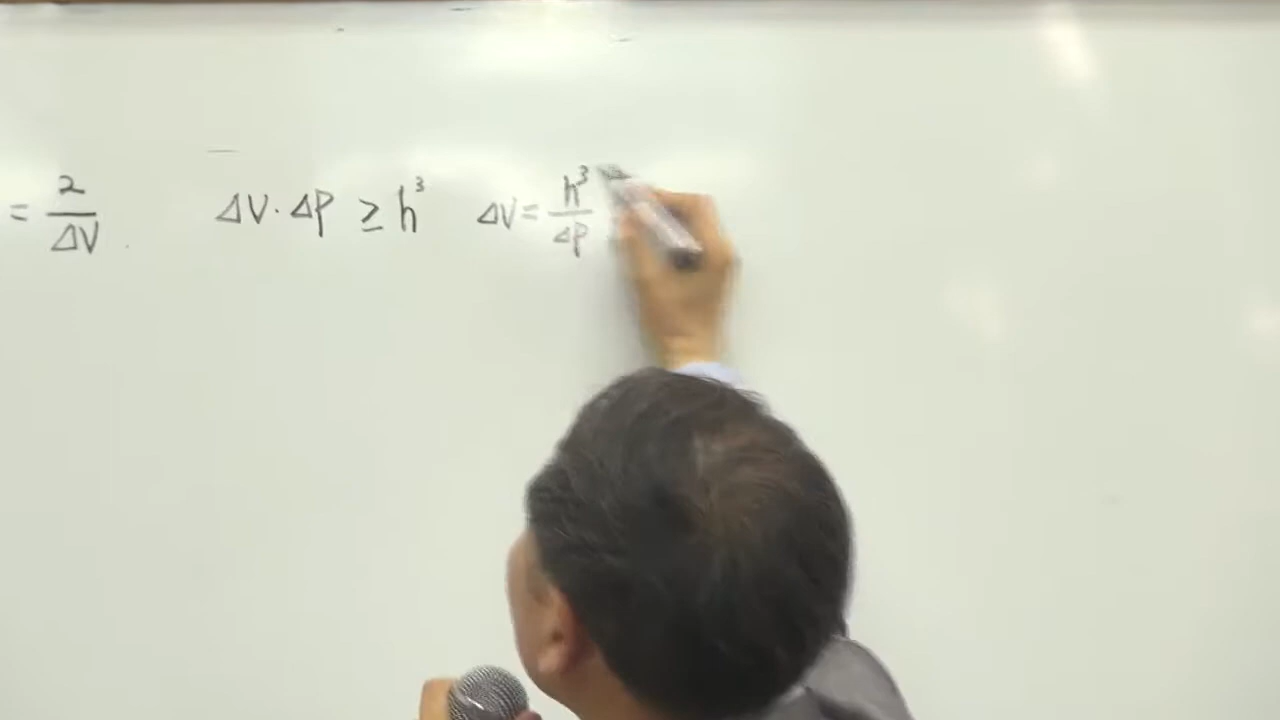 = 2/ΔV . ΔV · ΔP ≥ h³ ΔV = h³/ΔP